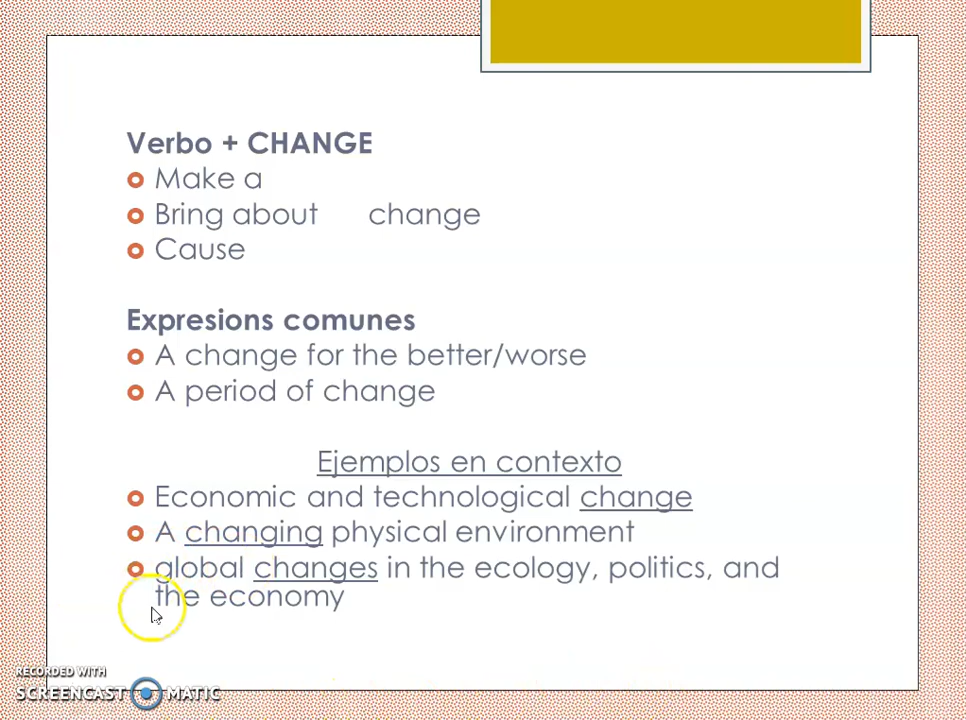 Verbo + CHANGE
Make a
Bring about change
Cause
Expresions comunes
A change for the better/worse
A period of change
Ejemplos en contexto
Economic and technological change
A changing physical environment
global changes in the ecology, politics, and
the economy
RECORDED WITH
SCREENCAST MATIC